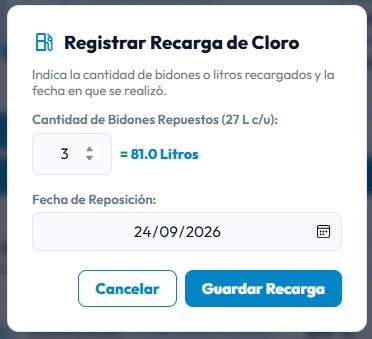 Registrar Recarga de Cloro
Indica la cantidad de bidones o litros recargados y la
fecha en que se realizó.
Cantidad de Bidones Repuestos (27 L c/u):
3
= 81.0 Litros
Fecha de Reposición:
24/09/2026
Cancelar
Guardar Recarga